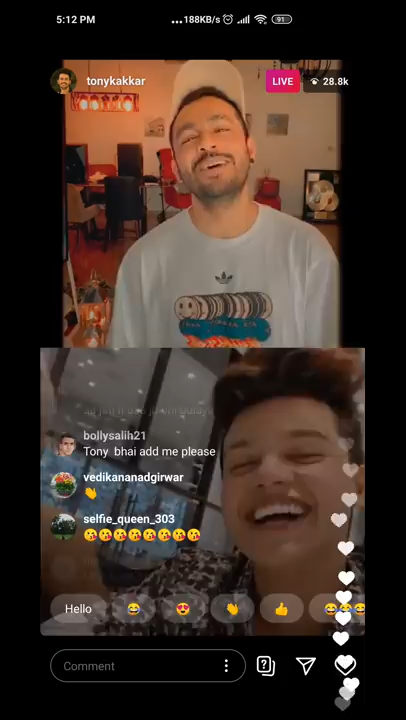 5:12 PM
...188KB/s
91
tonykakkar
LIVE
28.8k
bollysalih21
Tony bhai add me please
vedikananadgirwar
👏
selfie_queen_303
😘😘😘😘😘😘😘😘
Hello
😂
😍
👏
👍
😂😂😂
Comment